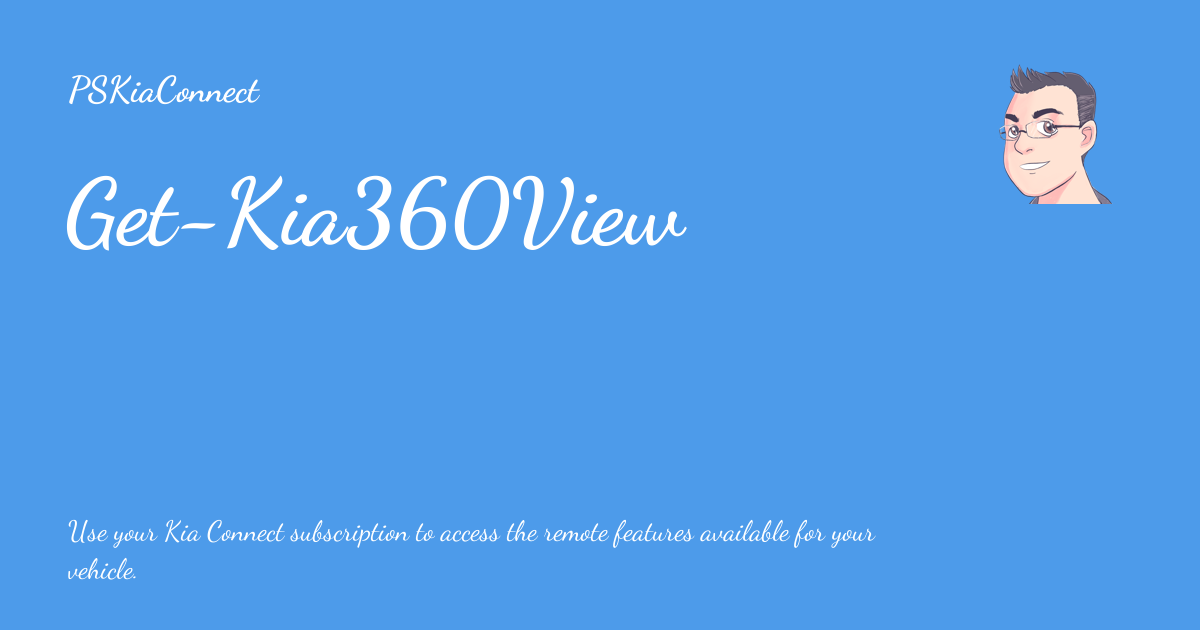 PSKiaConnect
Get-Kia360View
Use your Kia Connect subscription to access the remote features available for your
vehicle.